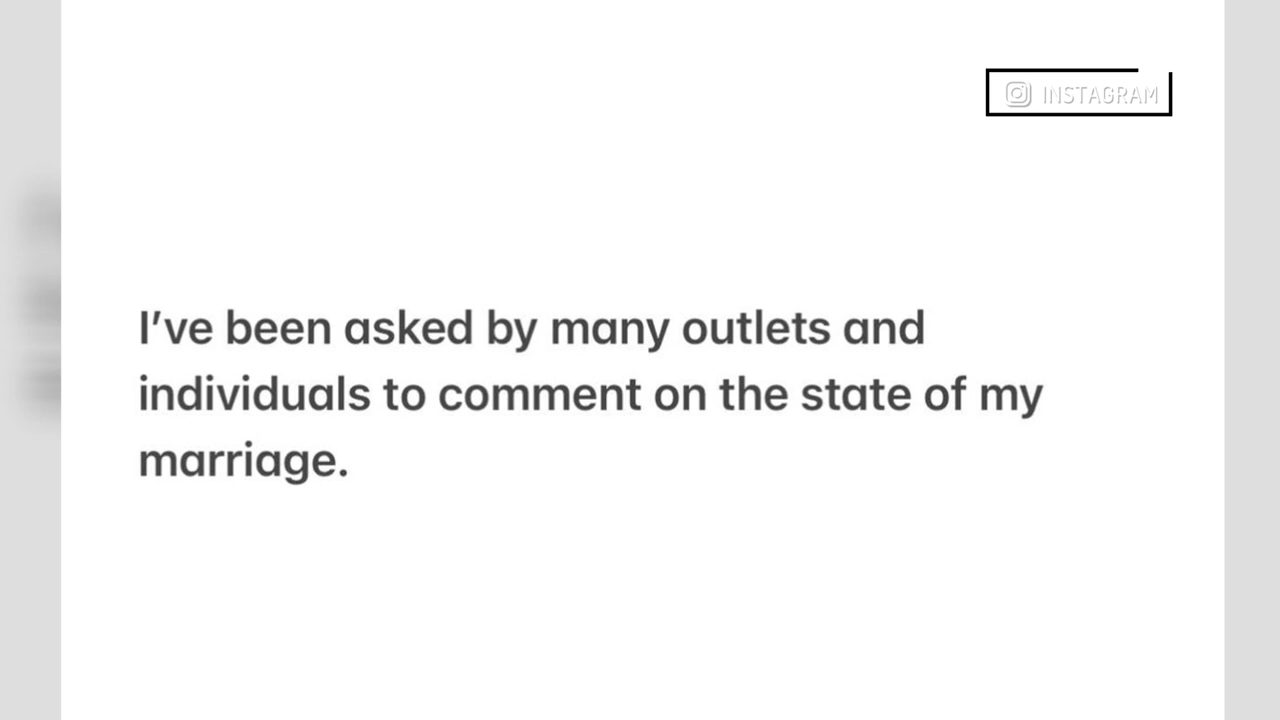 INSTAGRAM
I’ve been asked by many outlets and
individuals to comment on the state of my
marriage.